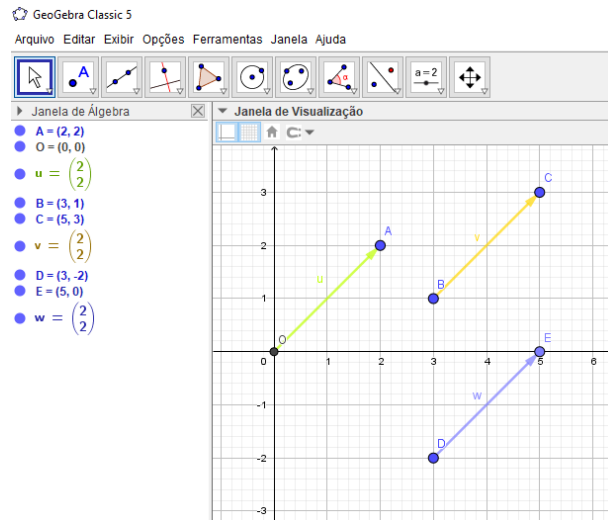 GeoGebra Classic 5
Arquivo Editar Exibir Opções Ferramentas Janela Ajuda
A
α
a=2
Janela de Álgebra
A = (2, 2)
O = (0, 0)
u = (2 2)
B = (3, 1)
C = (5, 3)
v = (2 2)
D = (3, -2)
E = (5, 0)
w = (2 2)
Janela de Visualização
C
3
v
A
2
B
u
1
O
E
0
1
2
3
4
5
6
w
-1
D
-2
-3